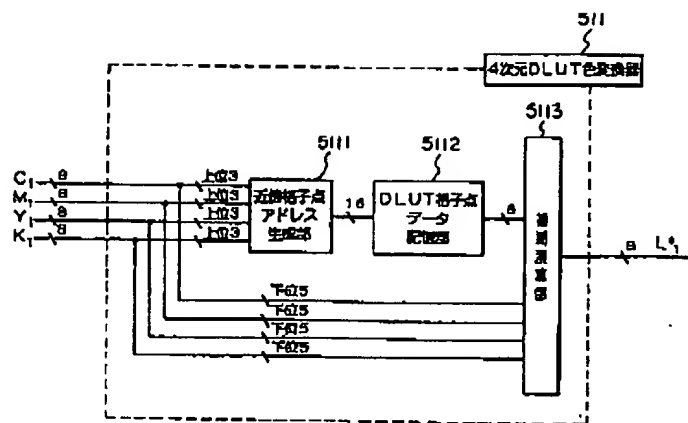 511
4次元DLUT色変換器
5113
5111
5112
C₁ 8
M₁ 8
Y₁ 8
K₁ 8
上位3
上位3
上位3
上位3
近傍格子点
アドレス
生成部
16
DLUT格子点
データ
記憶部
8
補間演算部
8
L*₁
下位5
下位5
下位5
下位5